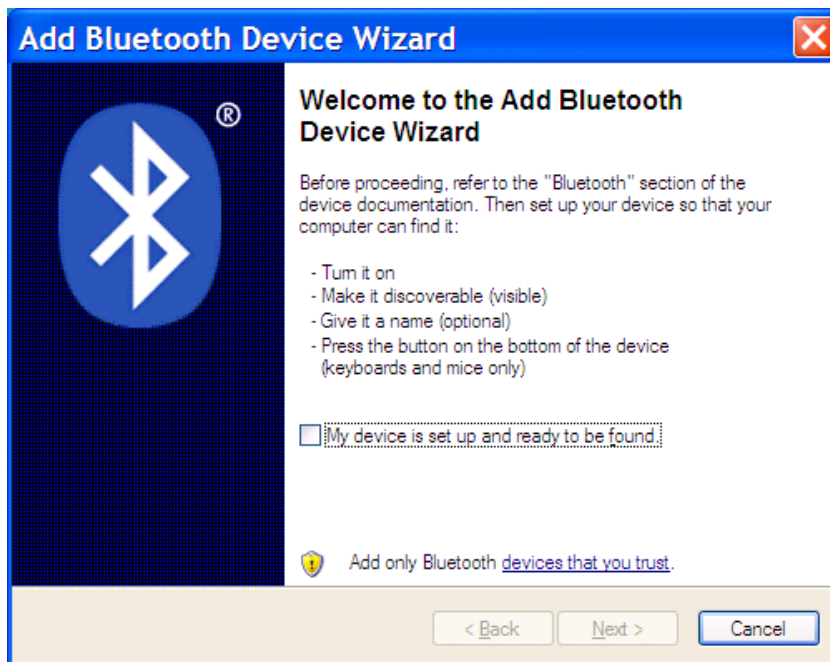 Add Bluetooth Device Wizard
®
Welcome to the Add Bluetooth
Device Wizard
Before proceeding, refer to the "Bluetooth" section of the
device documentation. Then set up your device so that your
computer can find it:
- Turn it on
- Make it discoverable (visible)
- Give it a name (optional)
- Press the button on the bottom of the device
(keyboards and mice only)
My device is set up and ready to be found.
Add only Bluetooth devices that you trust.
< Back
Next >
Cancel